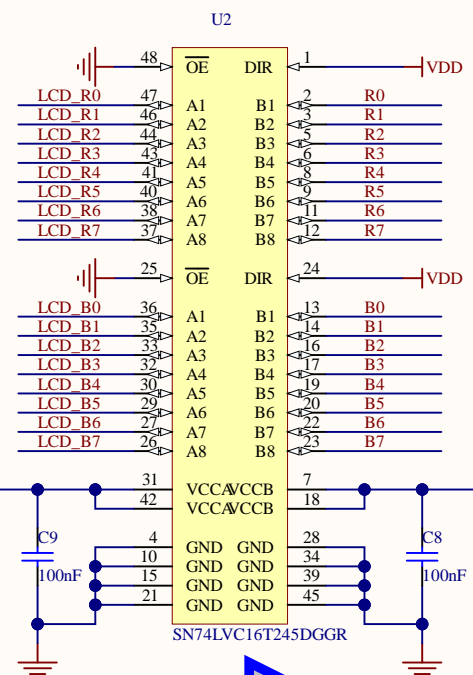 U2
48 OE DIR 1 VDD
LCD_R0 47 A1 B1 2 R0
LCD_R1 46 A2 B2 3 R1
LCD_R2 44 A3 B3 5 R2
LCD_R3 43 A4 B4 6 R3
LCD_R4 41 A5 B5 8 R4
LCD_R5 40 A6 B6 9 R5
LCD_R6 38 A7 B7 11 R6
LCD_R7 37 A8 B8 12 R7
25 OE DIR 24 VDD
LCD_B0 36 A1 B1 13 B0
LCD_B1 35 A2 B2 14 B1
LCD_B2 33 A3 B3 16 B2
LCD_B3 32 A4 B4 17 B3
LCD_B4 30 A5 B5 19 B4
LCD_B5 29 A6 B6 20 B5
LCD_B6 27 A7 B7 22 B6
LCD_B7 26 A8 B8 23 B7
31 VCCA VCCB 7
42 VCCA VCCB 18
C9 4 GND GND 28 C8
10 GND GND 34
100nF 15 GND GND 39 100nF
21 GND GND 45
SN74LVC16T245DGGR